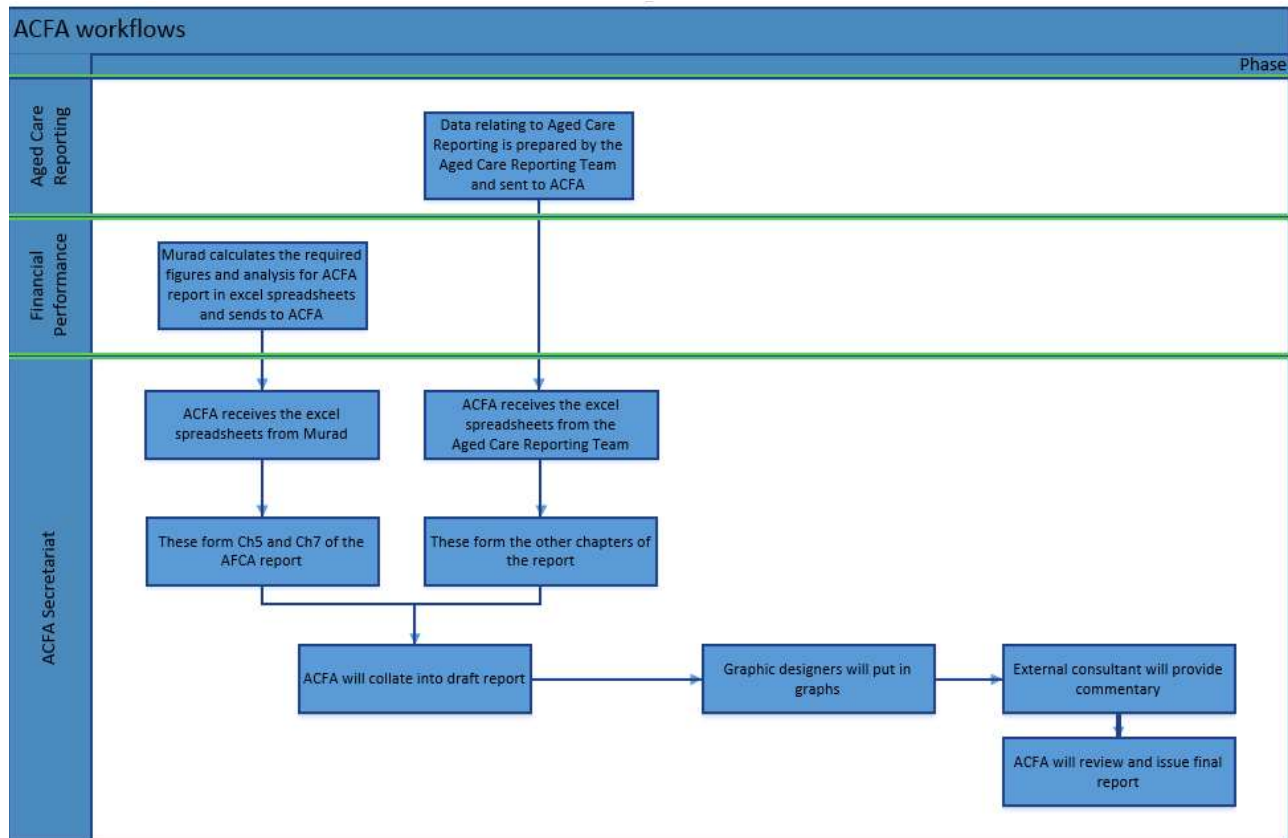 ACFA workflows
Phase
Aged Care
Reporting
Data relating to Aged Care
Reporting is prepared by the
Aged Care Reporting Team
and sent to ACFA
Financial
Performance
Murad calculates the required
figures and analysis for ACFA
report in excel spreadsheets
and sends to ACFA
ACFA Secretariat
ACFA receives the excel
spreadsheets from Murad
ACFA receives the excel
spreadsheets from the
Aged Care Reporting Team
These form Ch5 and Ch7 of the
AFCA report
These form the other chapters of
the report
ACFA will collate into draft report
Graphic designers will put in
graphs
External consultant will provide
commentary
ACFA will review and issue final
report